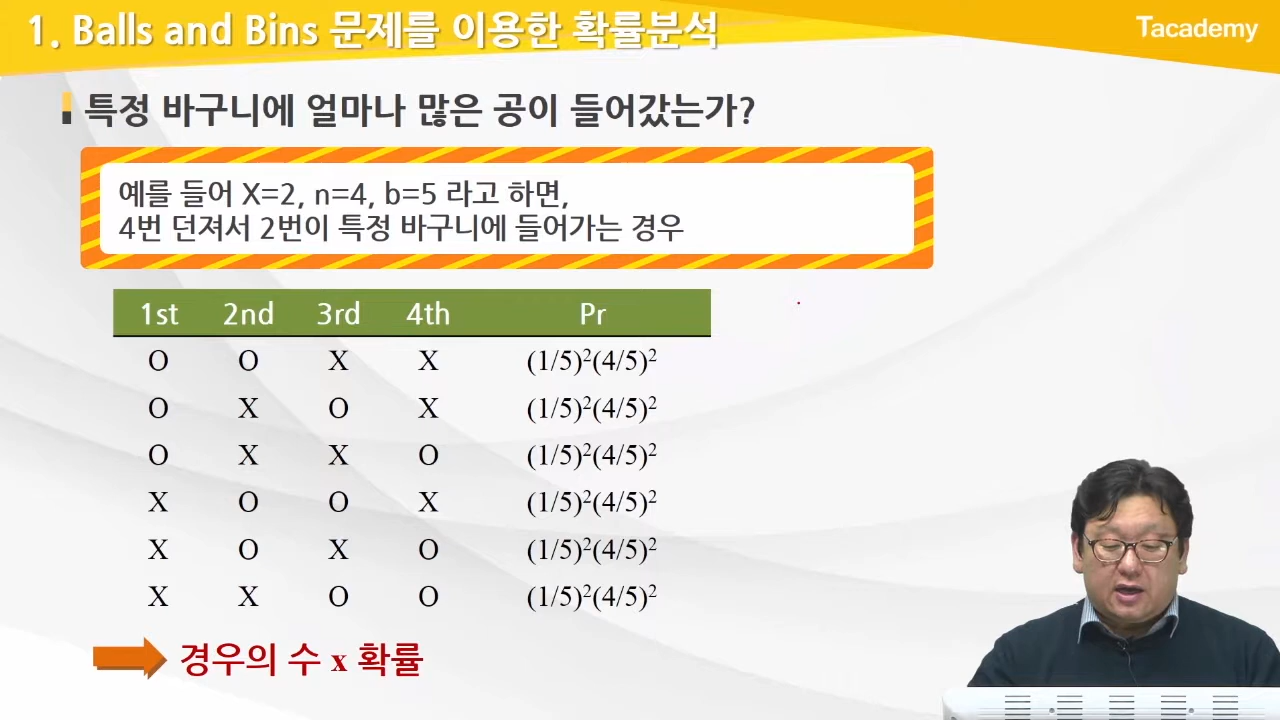 1. Balls and Bins 문제를 이용한 확률분석
Tacademy
특정 바구니에 얼마나 많은 공이 들어갔는가?
예를 들어 X=2, n=4, b=5 라고 하면,
4번 던져서 2번이 특정 바구니에 들어가는 경우
1st 2nd 3rd 4th Pr
O O X X (1/5)²(4/5)²
O X O X (1/5)²(4/5)²
O X X O (1/5)²(4/5)²
X O O X (1/5)²(4/5)²
X O X O (1/5)²(4/5)²
X X O O (1/5)²(4/5)²
경우의 수 x 확률